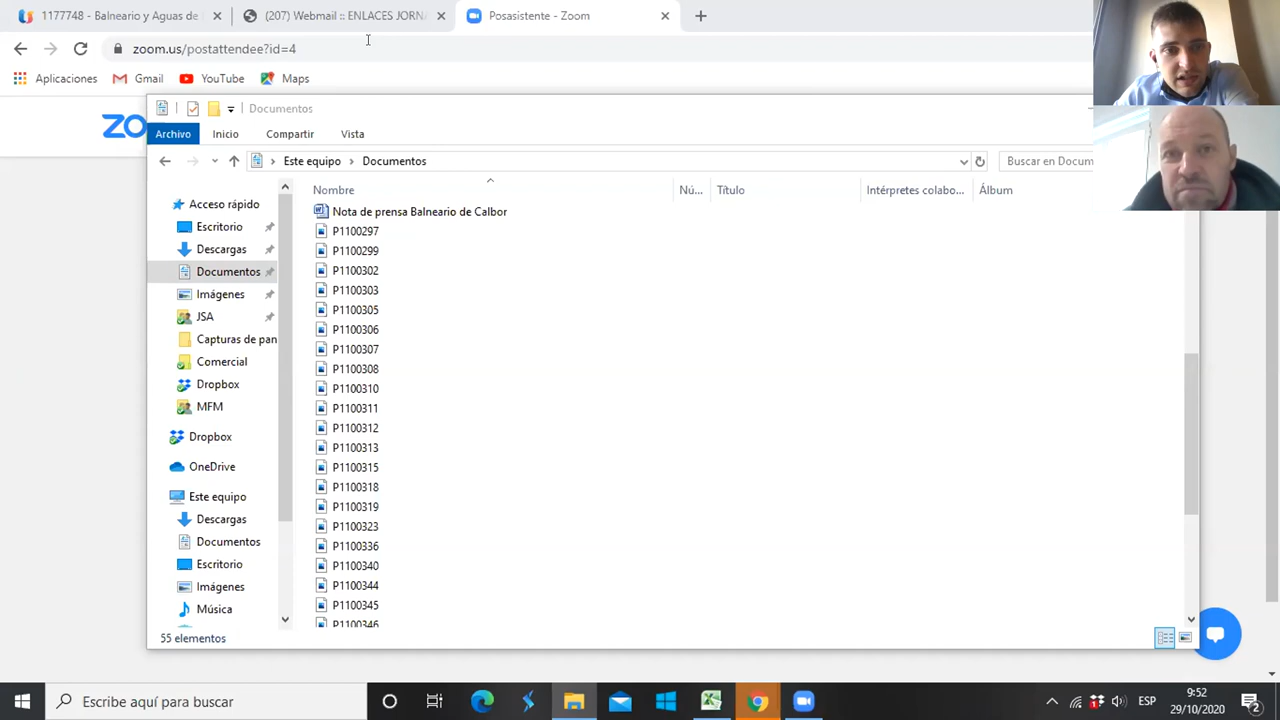 1177748 - Balneario y Aguas de
(207) Webmail :: ENLACES JORNA
Posasistente - Zoom
zoom.us/postattendee?id=4
Aplicaciones
Gmail
YouTube
Maps
Documentos
Archivo
Inicio
Compartir
Vista
Este equipo > Documentos
Buscar en Docum
Nombre
Nú...
Título
Intérpretes colabo...
Álbum
Acceso rápido
Escritorio
Descargas
Documentos
Imágenes
JSA
Capturas de pan
Comercial
Dropbox
MFM
Dropbox
OneDrive
Este equipo
Descargas
Documentos
Escritorio
Imágenes
Música
Nota de prensa Balneario de Calbor
P1100297
P1100299
P1100302
P1100303
P1100305
P1100306
P1100307
P1100308
P1100310
P1100311
P1100312
P1100313
P1100315
P1100318
P1100319
P1100323
P1100336
P1100340
P1100344
P1100345
P1100346
55 elementos
Escribe aquí para buscar
ESP
9:52
29/10/2020
2